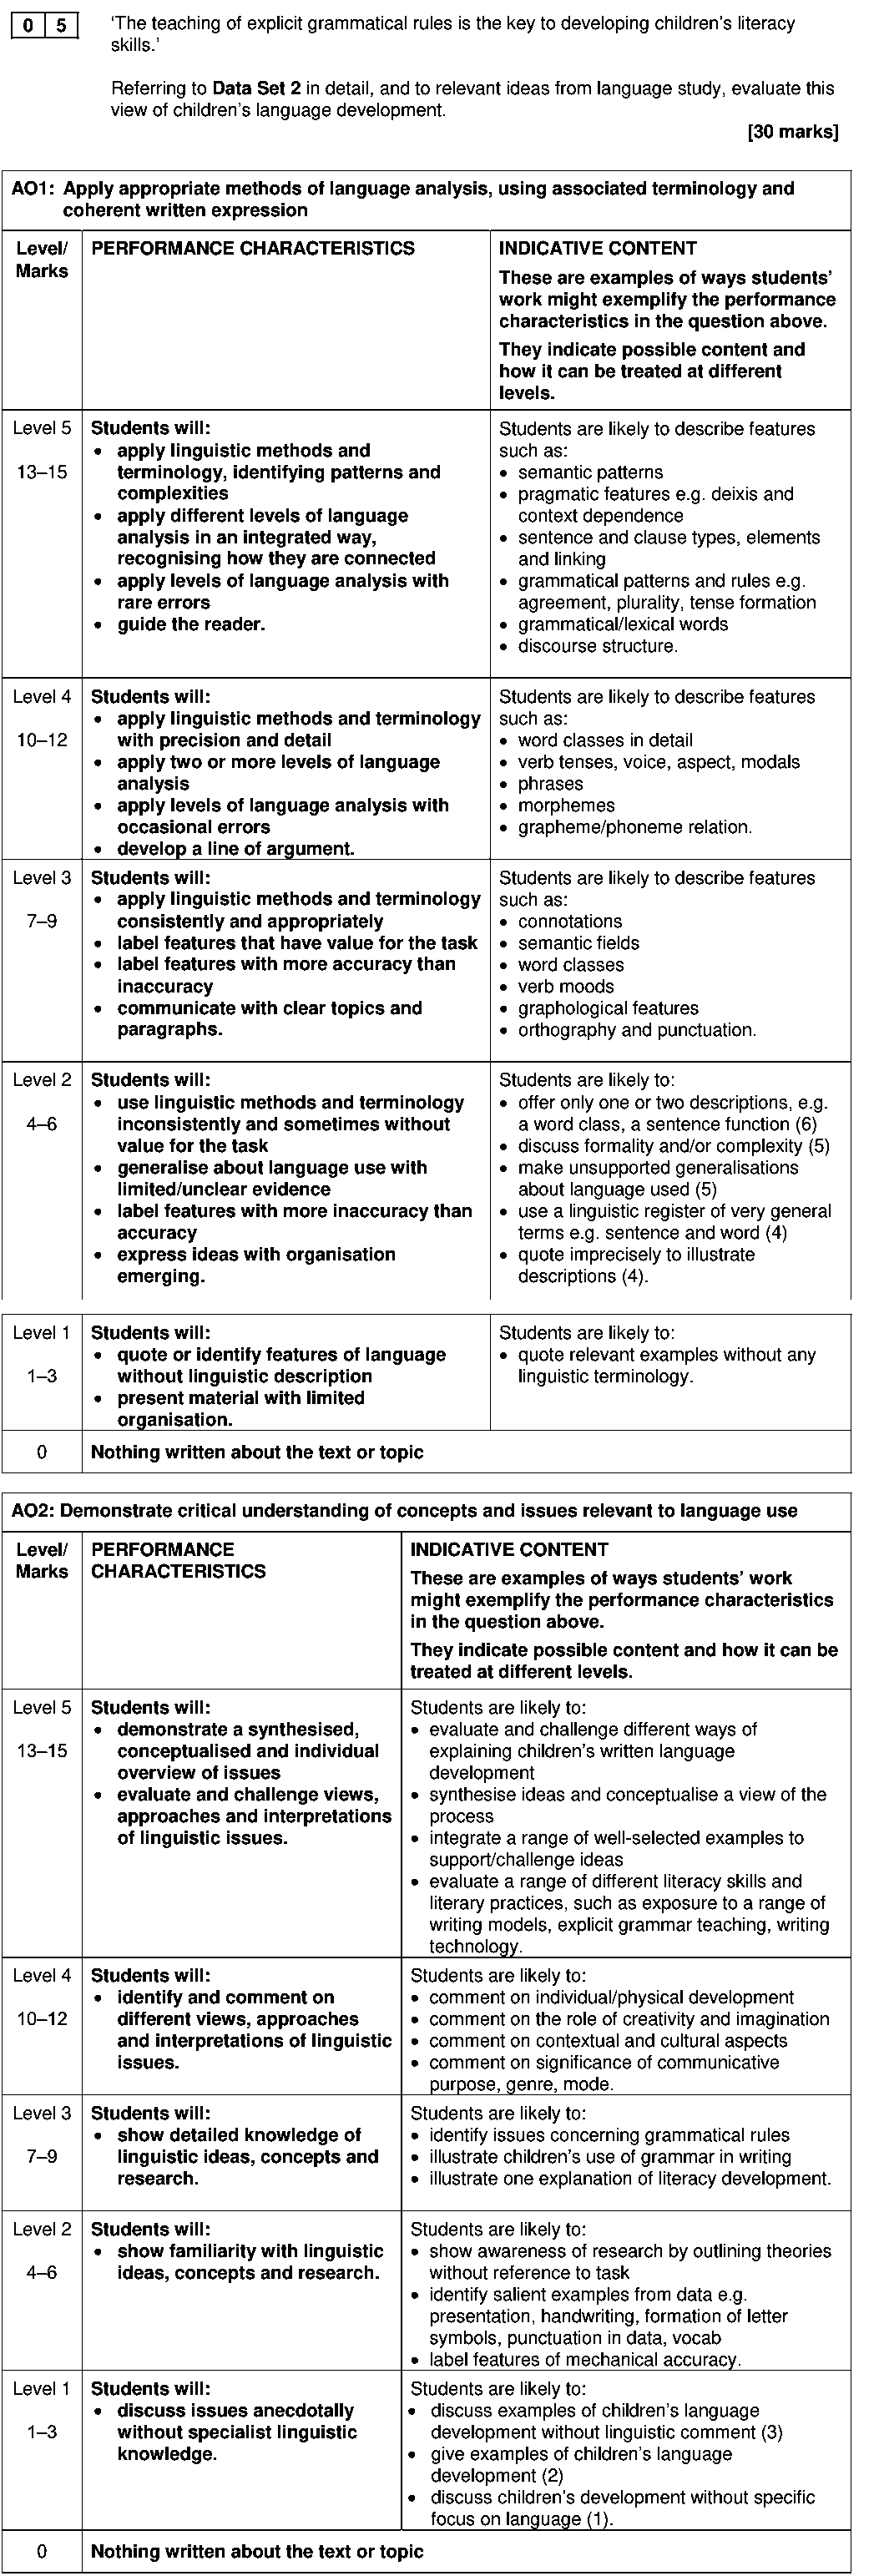 0 5 'The teaching of explicit grammatical rules is the key to developing children's literacy
skills.'
Referring to Data Set 2 in detail, and to relevant ideas from language study, evaluate this
view of children's language development.
[30 marks]
AO1: Apply appropriate methods of language analysis, using associated terminology and
coherent written expression
Level/
Marks
PERFORMANCE CHARACTERISTICS
INDICATIVE CONTENT
These are examples of ways students'
work might exemplify the performance
characteristics in the question above.
They indicate possible content and
how it can be treated at different
levels.
Level 5
13–15
Students will:
• apply linguistic methods and
terminology, identifying patterns and
complexities
• apply different levels of language
analysis in an integrated way,
recognising how they are connected
• apply levels of language analysis with
rare errors
• guide the reader.
Students are likely to describe features
such as:
• semantic patterns
• pragmatic features e.g. deixis and
context dependence
• sentence and clause types, elements
and linking
• grammatical patterns and rules e.g.
agreement, plurality, tense formation
• grammatical/lexical words
• discourse structure.
Level 4
10–12
Students will:
• apply linguistic methods and terminology
with precision and detail
• apply two or more levels of language
analysis
• apply levels of language analysis with
occasional errors
• develop a line of argument.
Students are likely to describe features
such as:
• word classes in detail
• verb tenses, voice, aspect, modals
• phrases
• morphemes
• grapheme/phoneme relation.
Level 3
7–9
Students will:
• apply linguistic methods and terminology
consistently and appropriately
• label features that have value for the task
• label features with more accuracy than
inaccuracy
• communicate with clear topics and
paragraphs.
Students are likely to describe features
such as:
• connotations
• semantic fields
• word classes
• verb moods
• graphological features
• orthography and punctuation.
Level 2
4–6
Students will:
• use linguistic methods and terminology
inconsistently and sometimes without
value for the task
• generalise about language use with
limited/unclear evidence
• label features with more inaccuracy than
accuracy
• express ideas with organisation
emerging.
Students are likely to:
• offer only one or two descriptions, e.g.
a word class, a sentence function (6)
• discuss formality and/or complexity (5)
• make unsupported generalisations
about language used (5)
• use a linguistic register of very general
terms e.g. sentence and word (4)
• quote imprecisely to illustrate
descriptions (4).
Level 1
1–3
Students will:
• quote or identify features of language
without linguistic description
• present material with limited
organisation.
Students are likely to:
• quote relevant examples without any
linguistic terminology.
0
Nothing written about the text or topic
AO2: Demonstrate critical understanding of concepts and issues relevant to language use
Level/
Marks
PERFORMANCE
CHARACTERISTICS
INDICATIVE CONTENT
These are examples of ways students' work
might exemplify the performance characteristics
in the question above.
They indicate possible content and how it can be
treated at different levels.
Level 5
13–15
Students will:
• demonstrate a synthesised,
conceptualised and individual
overview of issues
• evaluate and challenge views,
approaches and interpretations
of linguistic issues.
Students are likely to:
• evaluate and challenge different ways of
explaining children's written language
development
• synthesise ideas and conceptualise a view of the
process
• integrate a range of well-selected examples to
support/challenge ideas
• evaluate a range of different literacy skills and
literary practices, such as exposure to a range of
writing models, explicit grammar teaching, writing
technology.
Level 4
10–12
Students will:
• identify and comment on
different views, approaches
and interpretations of linguistic
issues.
Students are likely to:
• comment on individual/physical development
• comment on the role of creativity and imagination
• comment on contextual and cultural aspects
• comment on significance of communicative
purpose, genre, mode.
Level 3
7–9
Students will:
• show detailed knowledge of
linguistic ideas, concepts and
research.
Students are likely to:
• identify issues concerning grammatical rules
• illustrate children's use of grammar in writing
• illustrate one explanation of literacy development.
Level 2
4–6
Students will:
• show familiarity with linguistic
ideas, concepts and research.
Students are likely to:
• show awareness of research by outlining theories
without reference to task
• identify salient examples from data e.g.
presentation, handwriting, formation of letter
symbols, punctuation in data, vocab
• label features of mechanical accuracy.
Level 1
1–3
Students will:
• discuss issues anecdotally
without specialist linguistic
knowledge.
Students are likely to:
• discuss examples of children's language
development without linguistic comment (3)
• give examples of children's language
development (2)
• discuss children's development without specific
focus on language (1).
0
Nothing written about the text or topic